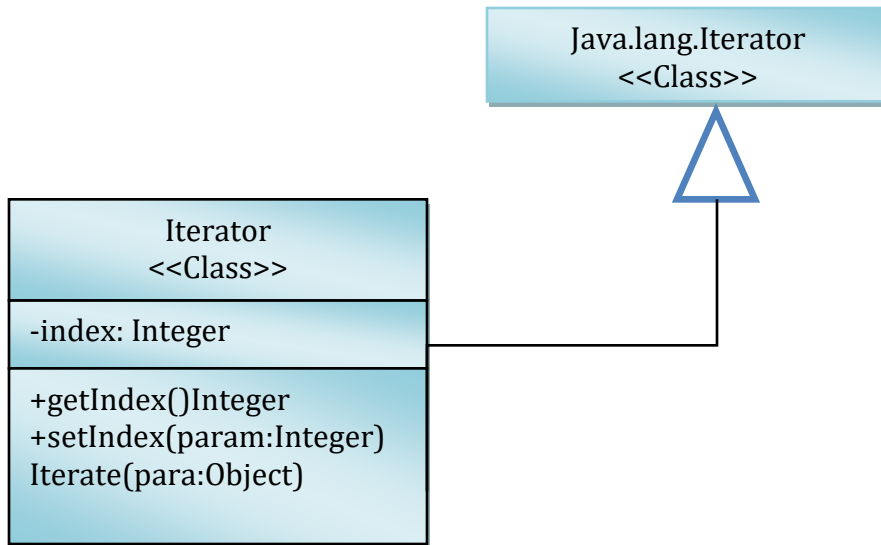 Java.lang.Iterator
<<Class>>
Iterator
<<Class>>
-index: Integer
+getIndex()Integer
+setIndex(param:Integer)
Iterate(para:Object)